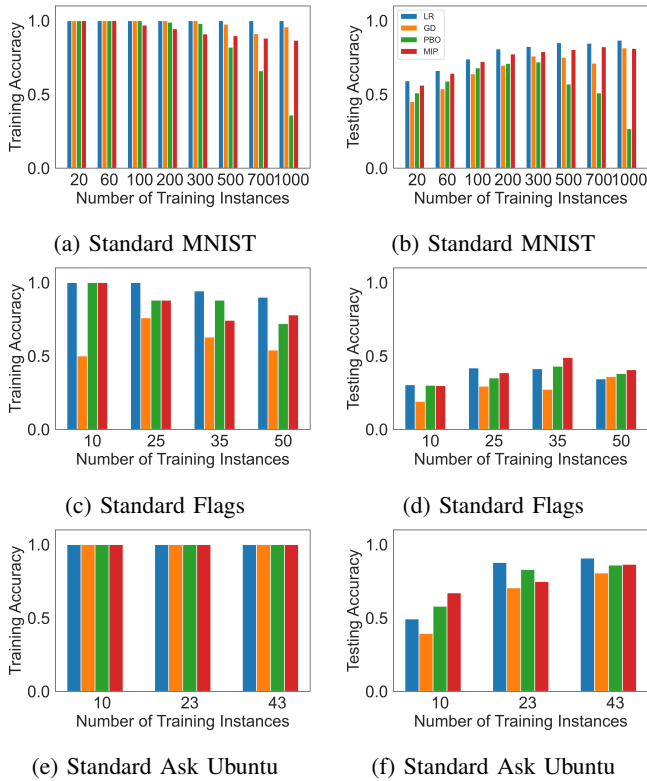 Training Accuracy
1.0
0.5
0.0
20 60 100 200 300 500 700 1000
Number of Training Instances
(a) Standard MNIST
Testing Accuracy
1.0
0.5
0.0
LR
GD
PBO
MIP
20 60 100 200 300 500 700 1000
Number of Training Instances
(b) Standard MNIST
Training Accuracy
1.0
0.5
0.0
10 25 35 50
Number of Training Instances
(c) Standard Flags
Testing Accuracy
1.0
0.5
0.0
10 25 35 50
Number of Training Instances
(d) Standard Flags
Training Accuracy
1.0
0.5
0.0
10 23 43
Number of Training Instances
(e) Standard Ask Ubuntu
Testing Accuracy
1.0
0.5
0.0
10 23 43
Number of Training Instances
(f) Standard Ask Ubuntu